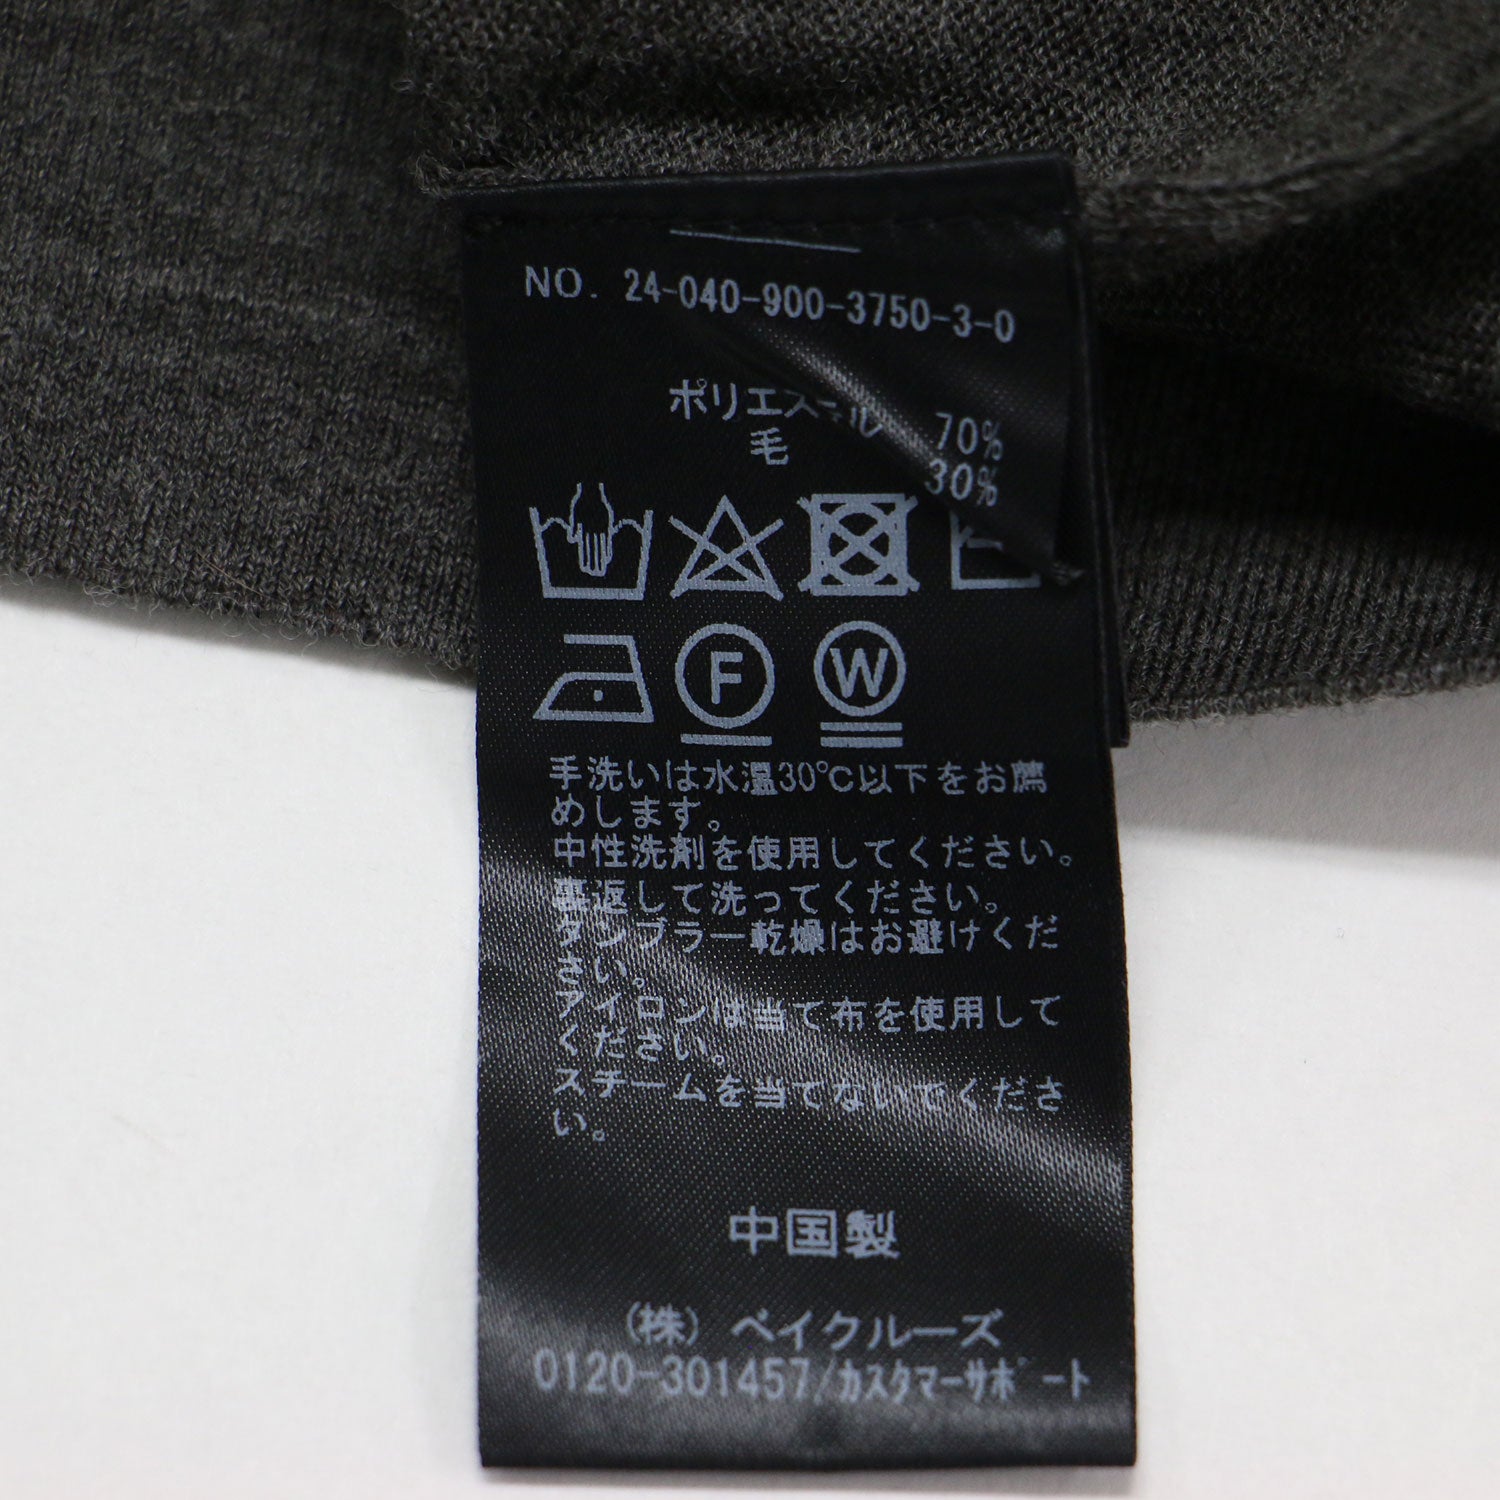 NO. 24-040-900-3750-3-0
ポリエステル 70%
毛 30%
F W
手洗いは水温30℃以下をお薦
めします。
中性洗剤を使用してください。
裏返して洗ってください。
タンブラー乾燥はお避けくだ
さい。
アイロンは当て布を使用して
ください。
スチームを当てないでくださ
い。
中国製
(株) ベイクルーズ
0120-301457/カスタマーサポート